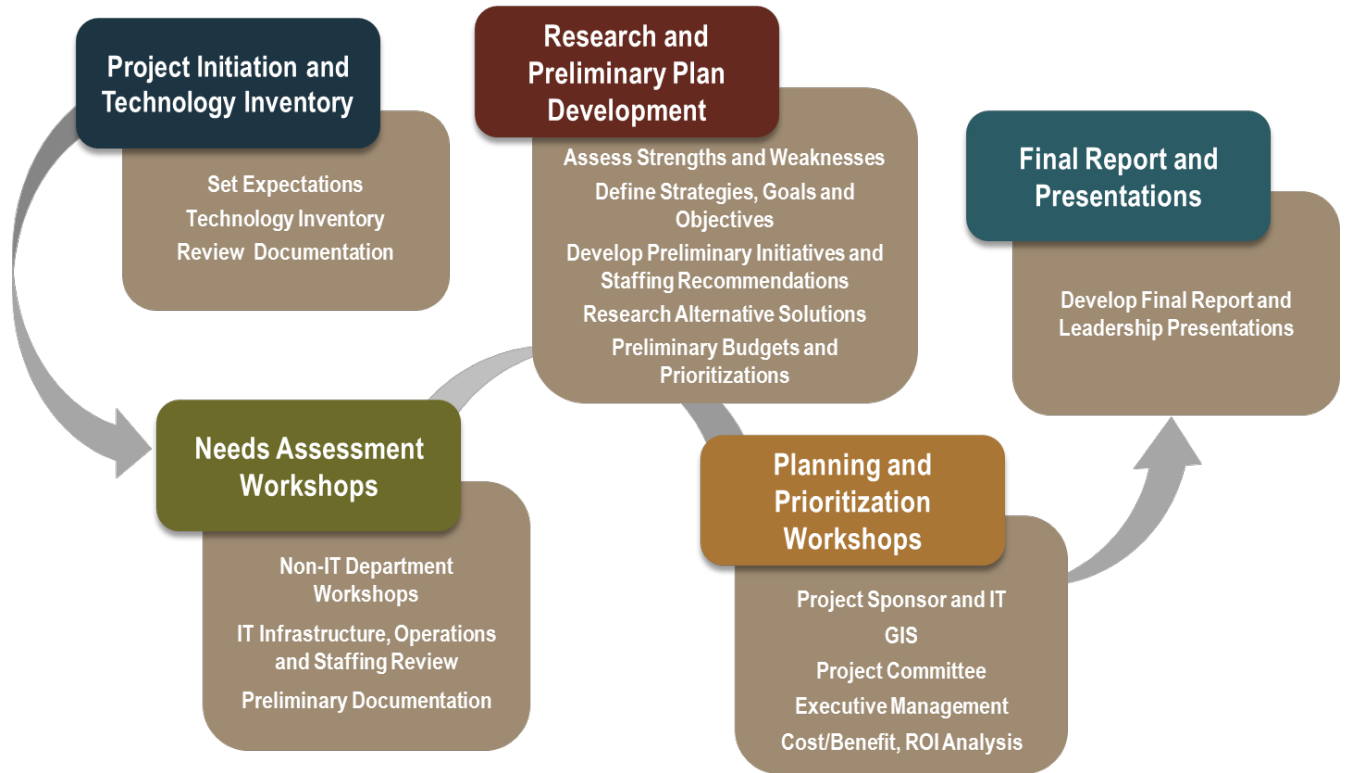 Project Initiation and
Technology Inventory
Set Expectations
Technology Inventory
Review Documentation
Needs Assessment
Workshops
Non-IT Department
Workshops
IT Infrastructure, Operations
and Staffing Review
Preliminary Documentation
Research and
Preliminary Plan
Development
Assess Strengths and Weaknesses
Define Strategies, Goals and
Objectives
Develop Preliminary Initiatives and
Staffing Recommendations
Research Alternative Solutions
Preliminary Budgets and
Prioritizations
Planning and
Prioritization
Workshops
Project Sponsor and IT
GIS
Project Committee
Executive Management
Cost/Benefit, ROI Analysis
Final Report and
Presentations
Develop Final Report and
Leadership Presentations